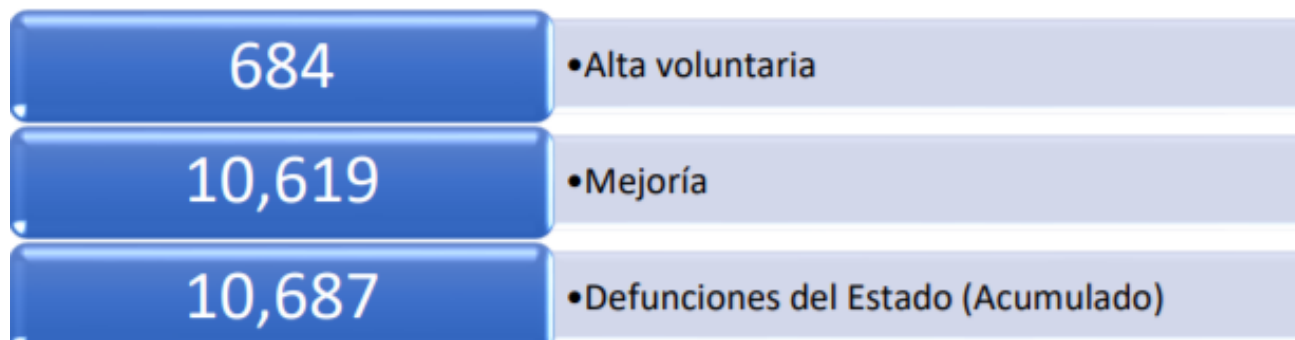 684 •Alta voluntaria
10,619 •Mejoría
10,687 •Defunciones del Estado (Acumulado)